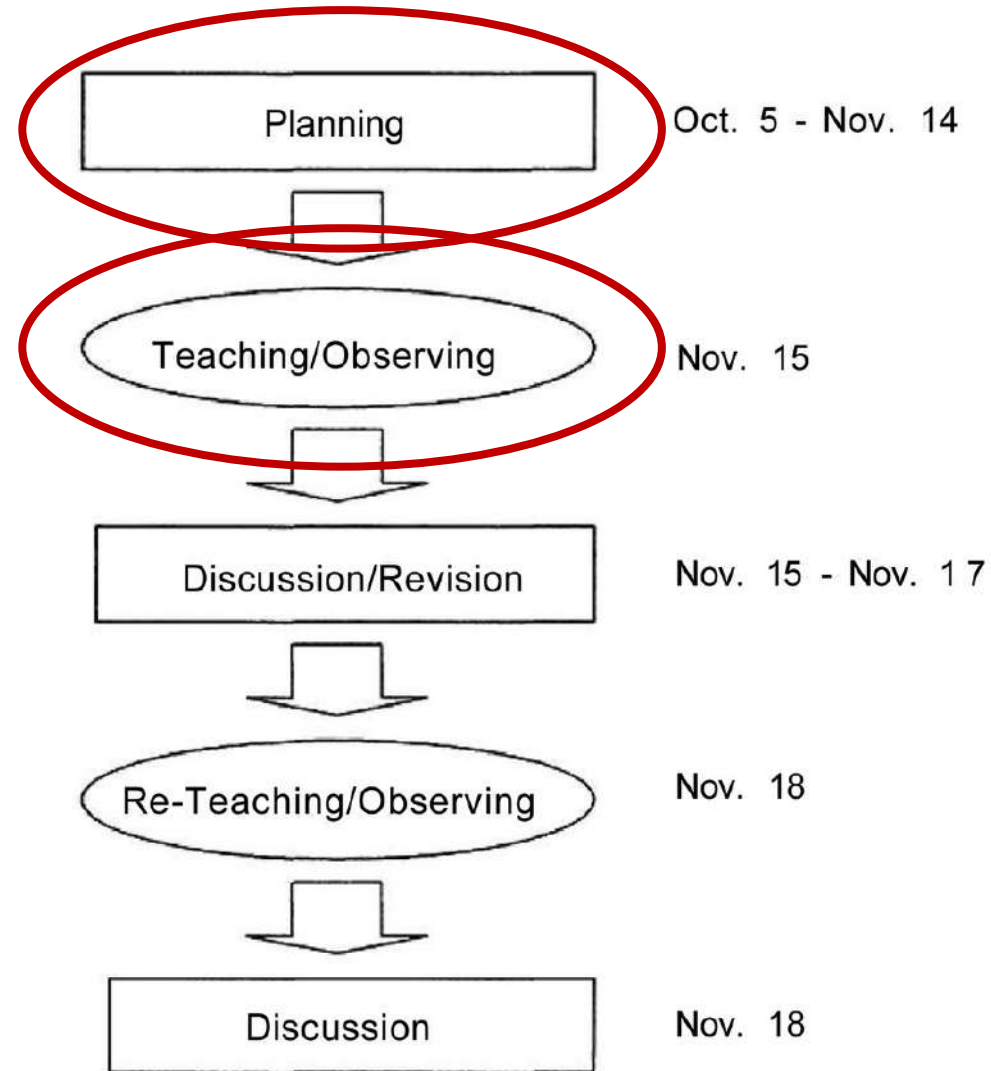 Planning
Oct. 5 - Nov. 14
Teaching/Observing
Nov. 15
Discussion/Revision
Nov. 15 - Nov. 17
Re-Teaching/Observing
Nov. 18
Discussion
Nov. 18